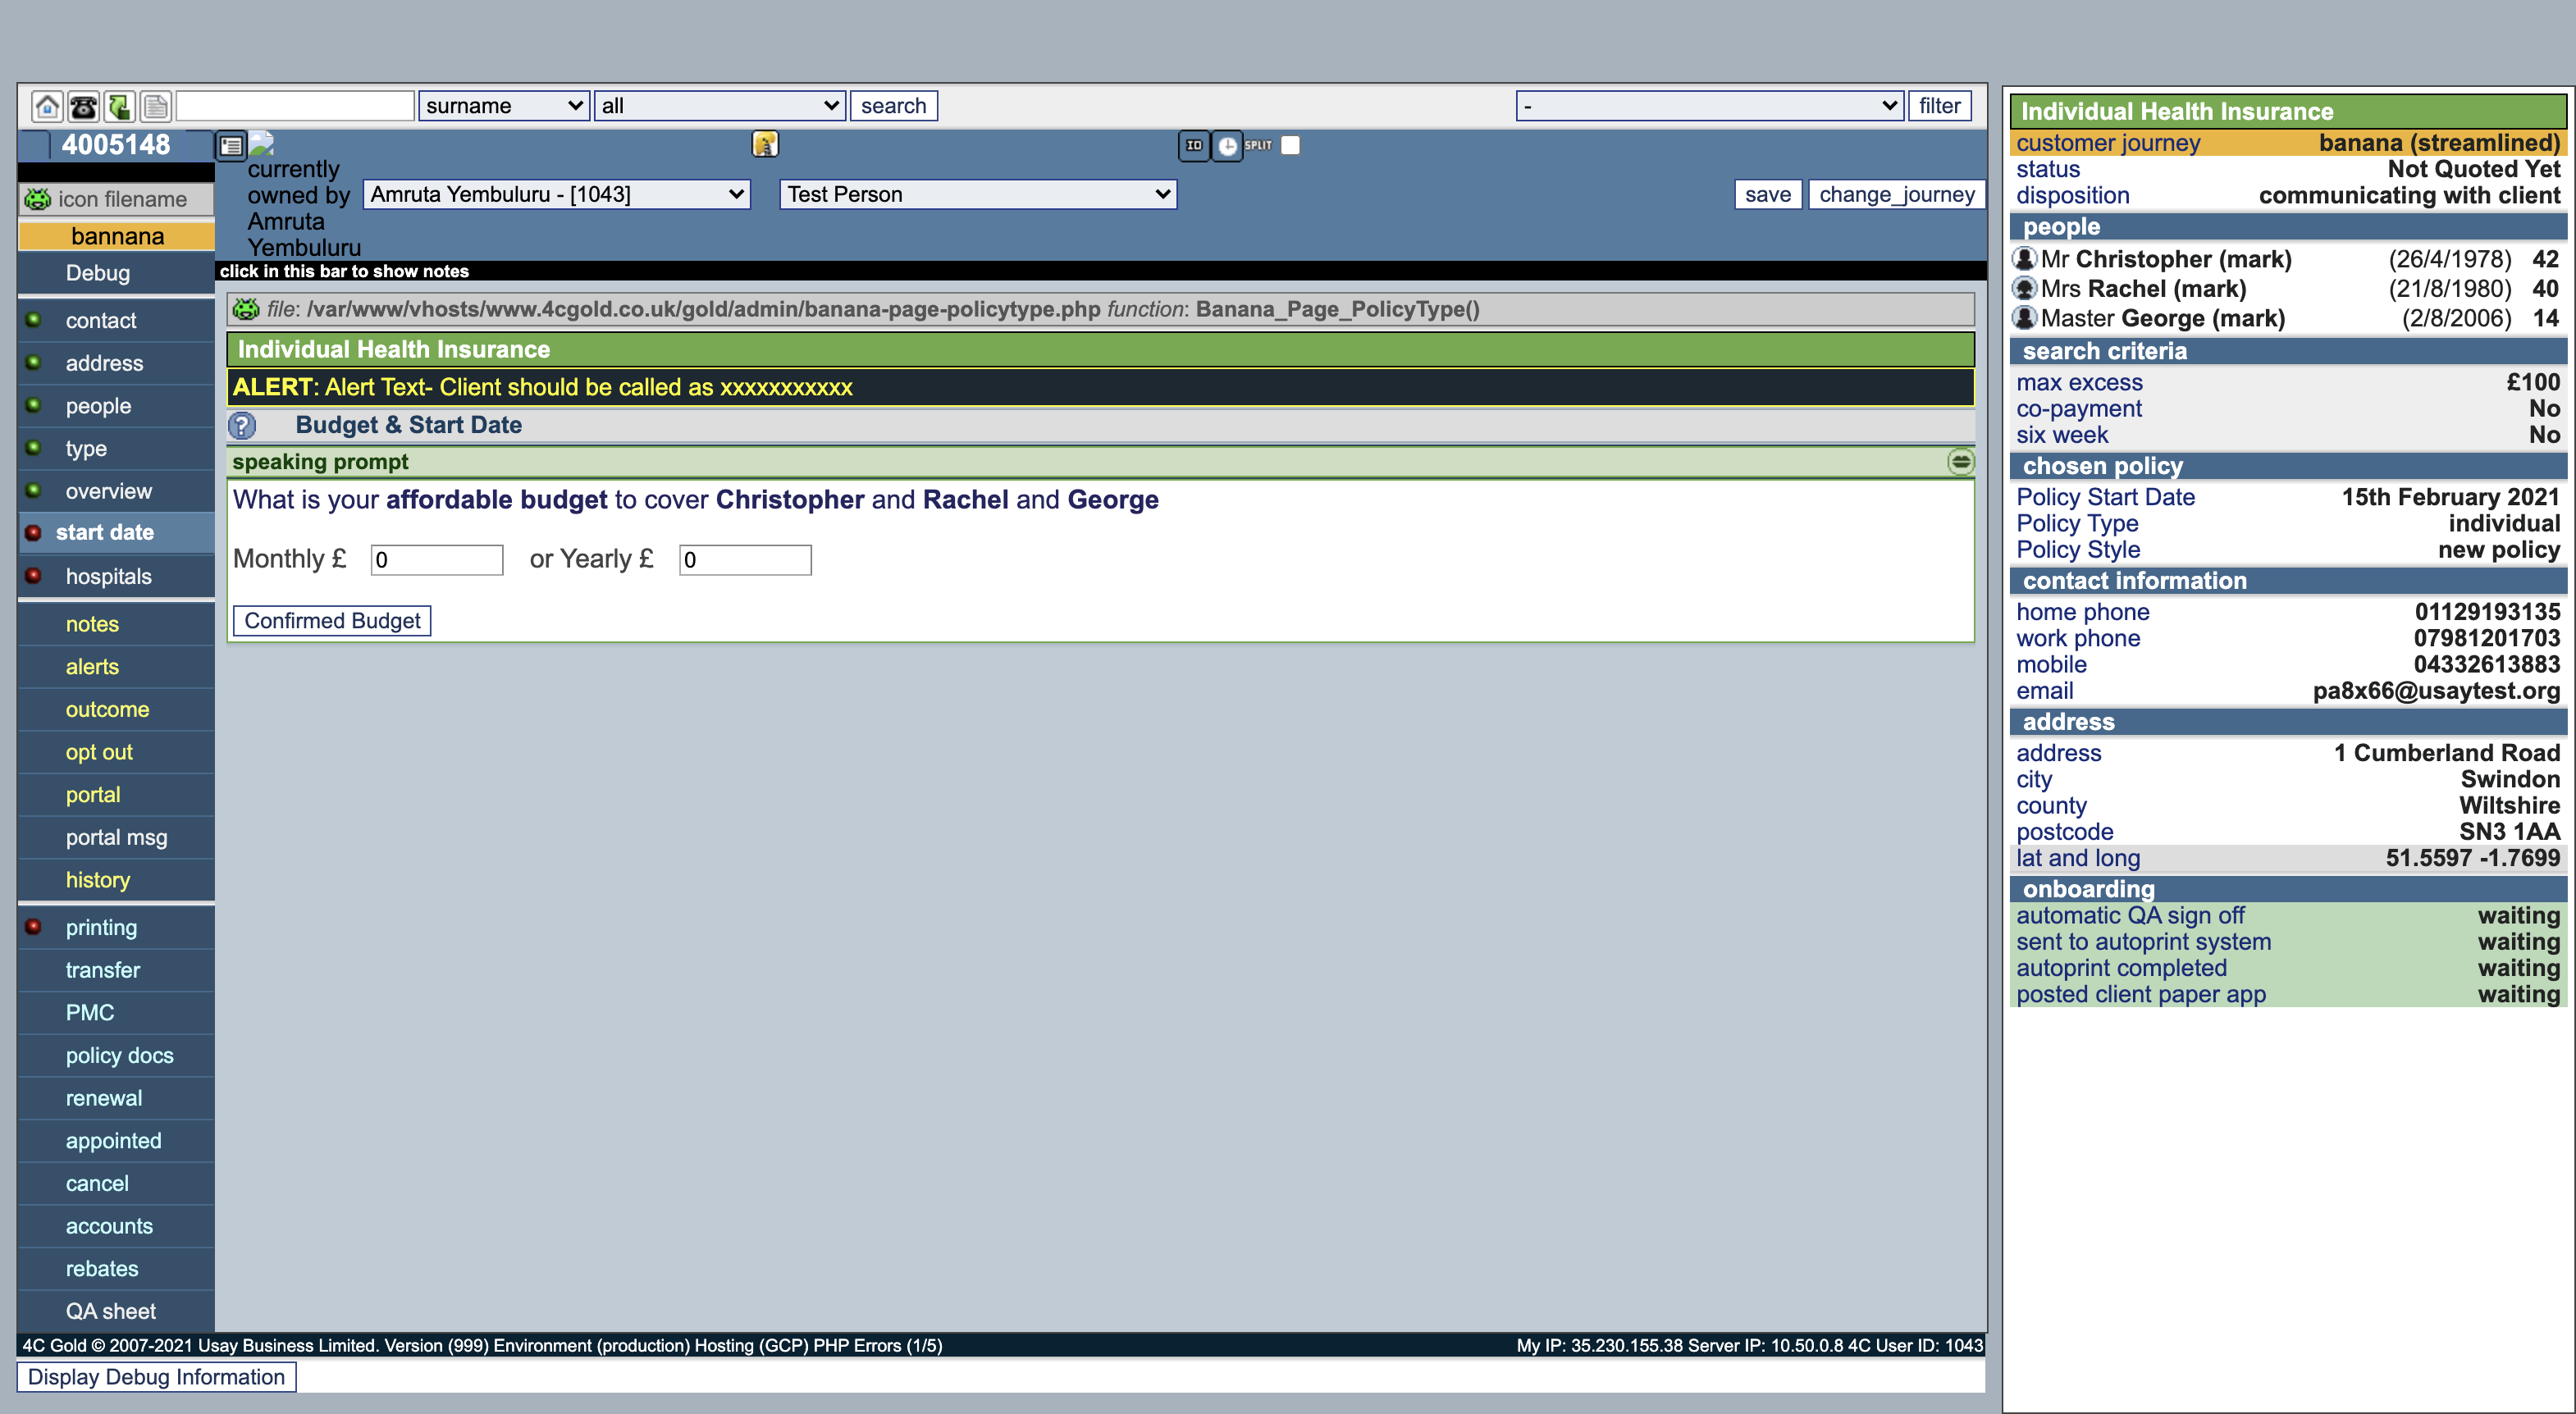 surname all search - filter
4005148
currently owned by Amruta Yembuluru
Amruta Yembuluru - [1043] Test Person
ID SPLIT
save change_journey
icon filename
bannana
Debug
contact
address
people
type
overview
start date
hospitals
notes
alerts
outcome
opt out
portal
portal msg
history
printing
transfer
PMC
policy docs
renewal
appointed
cancel
accounts
rebates
QA sheet
click in this bar to show notes
file: /var/www/vhosts/www.4cgold.co.uk/gold/admin/banana-page-policytype.php function: Banana_Page_PolicyType()
Individual Health Insurance
ALERT: Alert Text- Client should be called as xxxxxxxxxxx
? Budget & Start Date
speaking prompt
What is your affordable budget to cover Christopher and Rachel and George
Monthly £ 0 or Yearly £ 0
Confirmed Budget
4C Gold © 2007-2021 Usay Business Limited. Version (999) Environment (production) Hosting (GCP) PHP Errors (1/5) My IP: 35.230.155.38 Server IP: 10.50.0.8 4C User ID: 1043
Display Debug Information
Individual Health Insurance
customer journey banana (streamlined)
status Not Quoted Yet
disposition communicating with client
people
Mr Christopher (mark) (26/4/1978) 42
Mrs Rachel (mark) (21/8/1980) 40
Master George (mark) (2/8/2006) 14
search criteria
max excess £100
co-payment No
six week No
chosen policy
Policy Start Date 15th February 2021
Policy Type individual
Policy Style new policy
contact information
home phone 01129193135
work phone 07981201703
mobile 04332613883
email pa8x66@usaytest.org
address
address 1 Cumberland Road
city Swindon
county Wiltshire
postcode SN3 1AA
lat and long 51.5597 -1.7699
onboarding
automatic QA sign off waiting
sent to autoprint system waiting
autoprint completed waiting
posted client paper app waiting